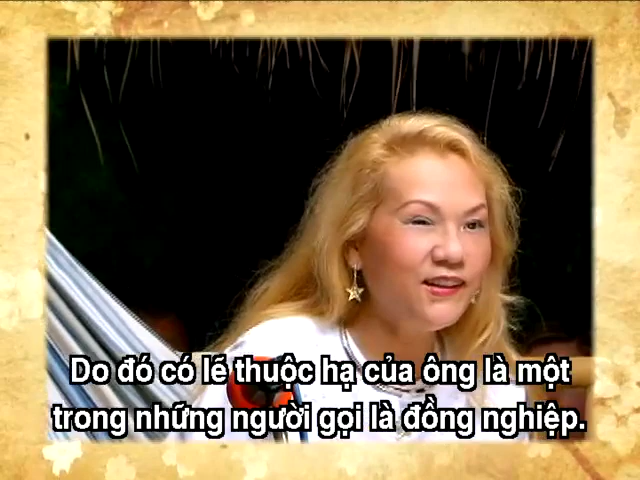 Do đó có lẽ thuộc hạ của ông là một
trong những người gọi là đồng nghiệp.